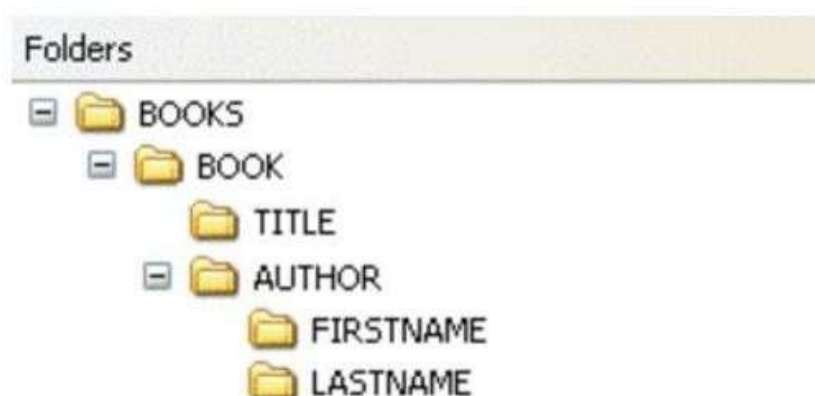 Folders
BOOKS
BOOK
TITLE
AUTHOR
FIRSTNAME
LASTNAME